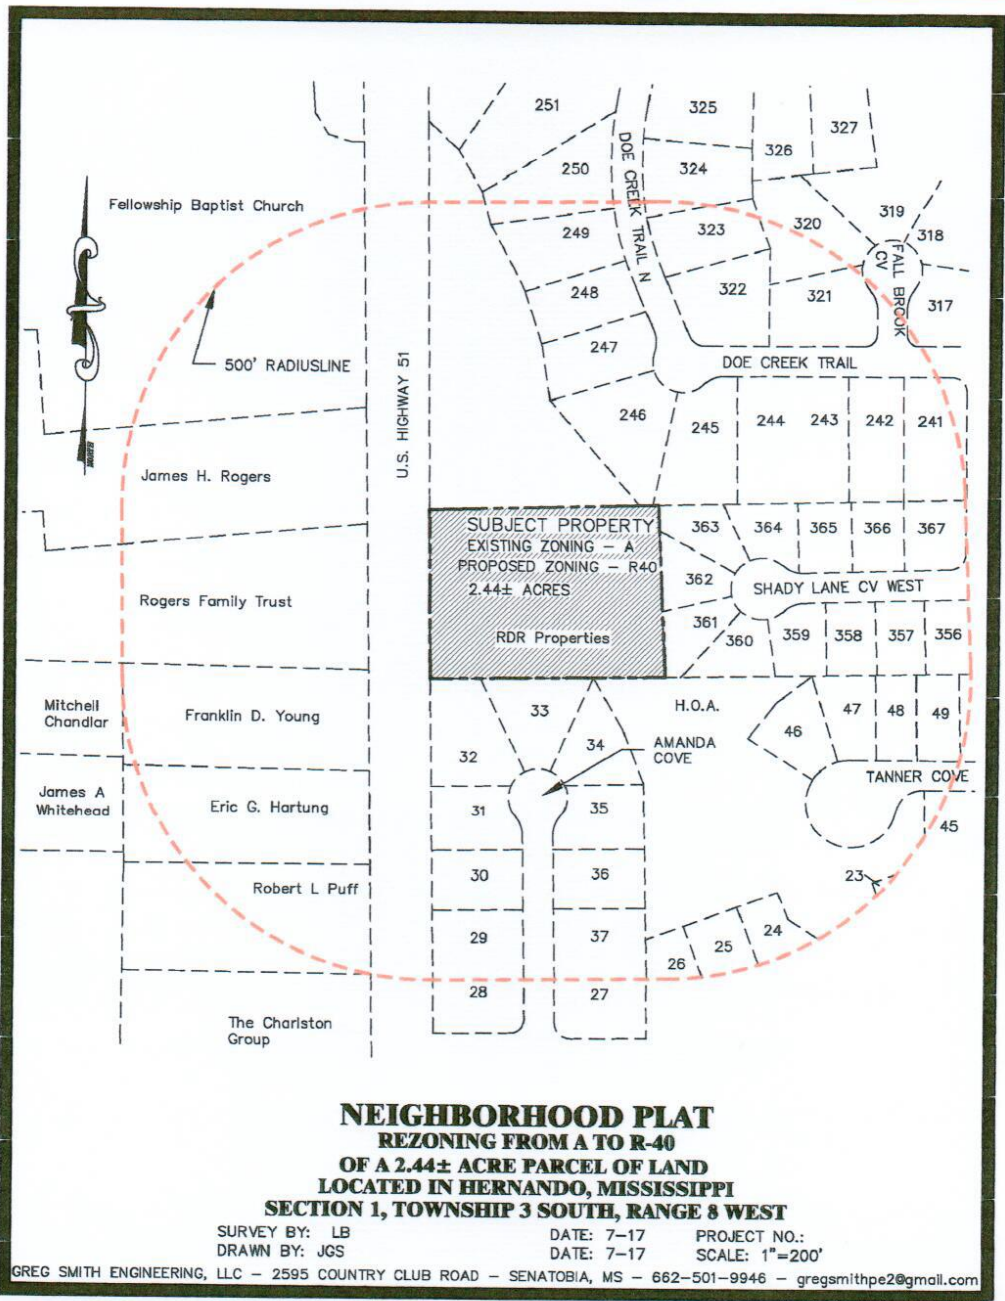 251
325
327
326
250
324
DOE CREEK TRAIL N
Fellowship Baptist Church
319
320
318
249
323
FALL BROOK
CV
248
322
321
317
247
500' RADIUSLINE
DOE CREEK TRAIL
U.S. HIGHWAY 51
246
245
244
243
242
241
NORTH
James H. Rogers
SUBJECT PROPERTY
EXISTING ZONING - A
PROPOSED ZONING - R40
2.44± ACRES
RDR Properties
363
364
365
366
367
362
SHADY LANE CV WEST
Rogers Family Trust
361
360
359
358
357
356
Mitchell
Chandlar
Franklin D. Young
33
H.O.A.
46
47
48
49
32
34
AMANDA
COVE
TANNER COVE
James A
Whitehead
Eric G. Hartung
31
35
45
Robert L Puff
30
36
23
29
37
26
25
24
28
27
The Charlston
Group
NEIGHBORHOOD PLAT
REZONING FROM A TO R-40
OF A 2.44± ACRE PARCEL OF LAND
LOCATED IN HERNANDO, MISSISSIPPI
SECTION 1, TOWNSHIP 3 SOUTH, RANGE 8 WEST
SURVEY BY: LB DATE: 7-17 PROJECT NO.:
DRAWN BY: JGS DATE: 7-17 SCALE: 1"=200'
GREG SMITH ENGINEERING, LLC - 2595 COUNTRY CLUB ROAD - SENATOBIA, MS - 662-501-9946 - gregsmithpe2@gmail.com